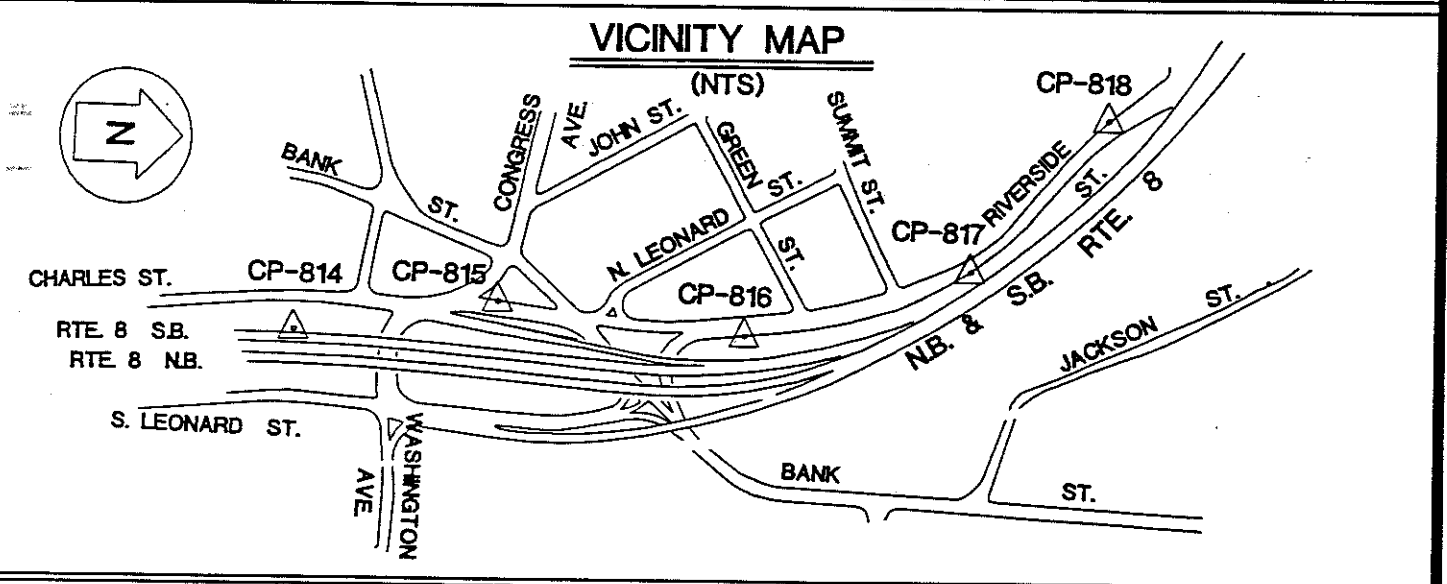 VICINITY MAP
(NTS)
N
BANK
ST.
CONGRESS
AVE.
JOHN ST.
GREEN
ST.
SUMMIT ST.
CP-818
RIVERSIDE
ST.
CP-817
N. LEONARD
ST.
CHARLES ST.
CP-814
CP-815
CP-816
RTE. 8 S.B.
RTE. 8 N.B.
N.B. & S.B. RTE. 8
JACKSON
ST.
S. LEONARD ST.
WASHINGTON
AVE.
BANK
ST.